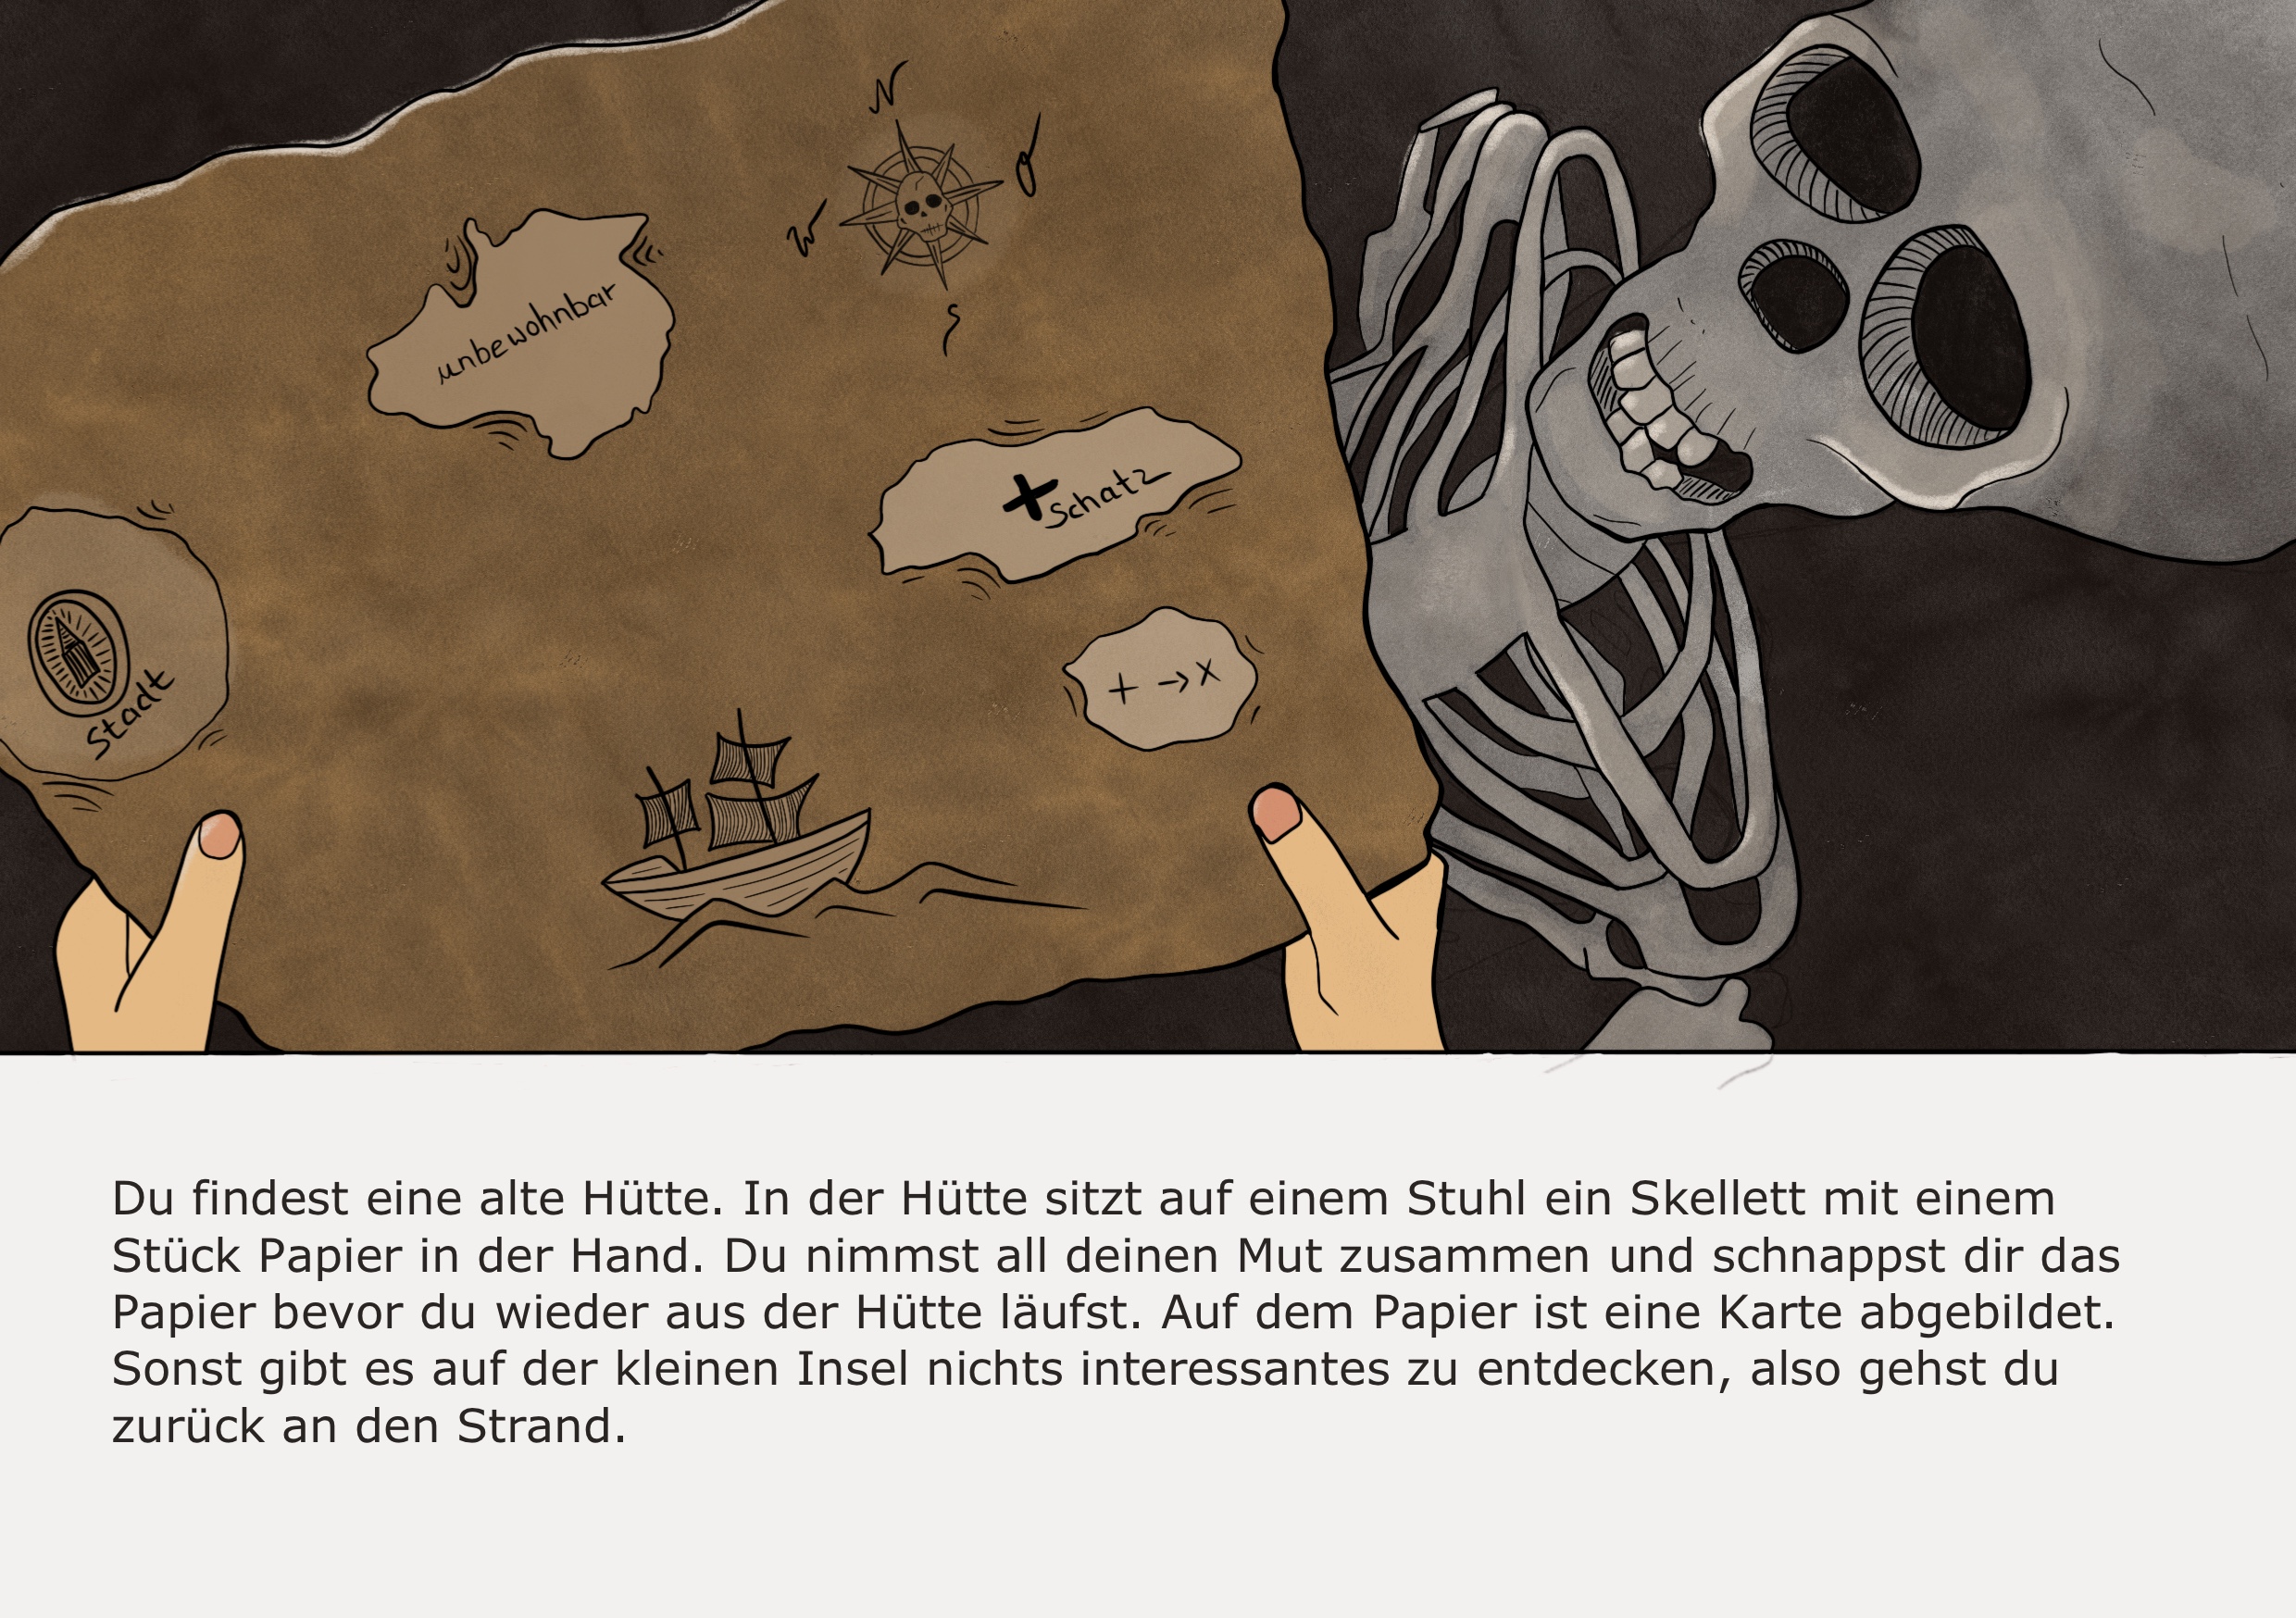 N
O
W
S
unbewohnbar
Schatz
+ → x
Stadt
Du findest eine alte Hütte. In der Hütte sitzt auf einem Stuhl ein Skellett mit einem
Stück Papier in der Hand. Du nimmst all deinen Mut zusammen und schnappst dir das
Papier bevor du wieder aus der Hütte läufst. Auf dem Papier ist eine Karte abgebildet.
Sonst gibt es auf der kleinen Insel nichts interessantes zu entdecken, also gehst du
zurück an den Strand.